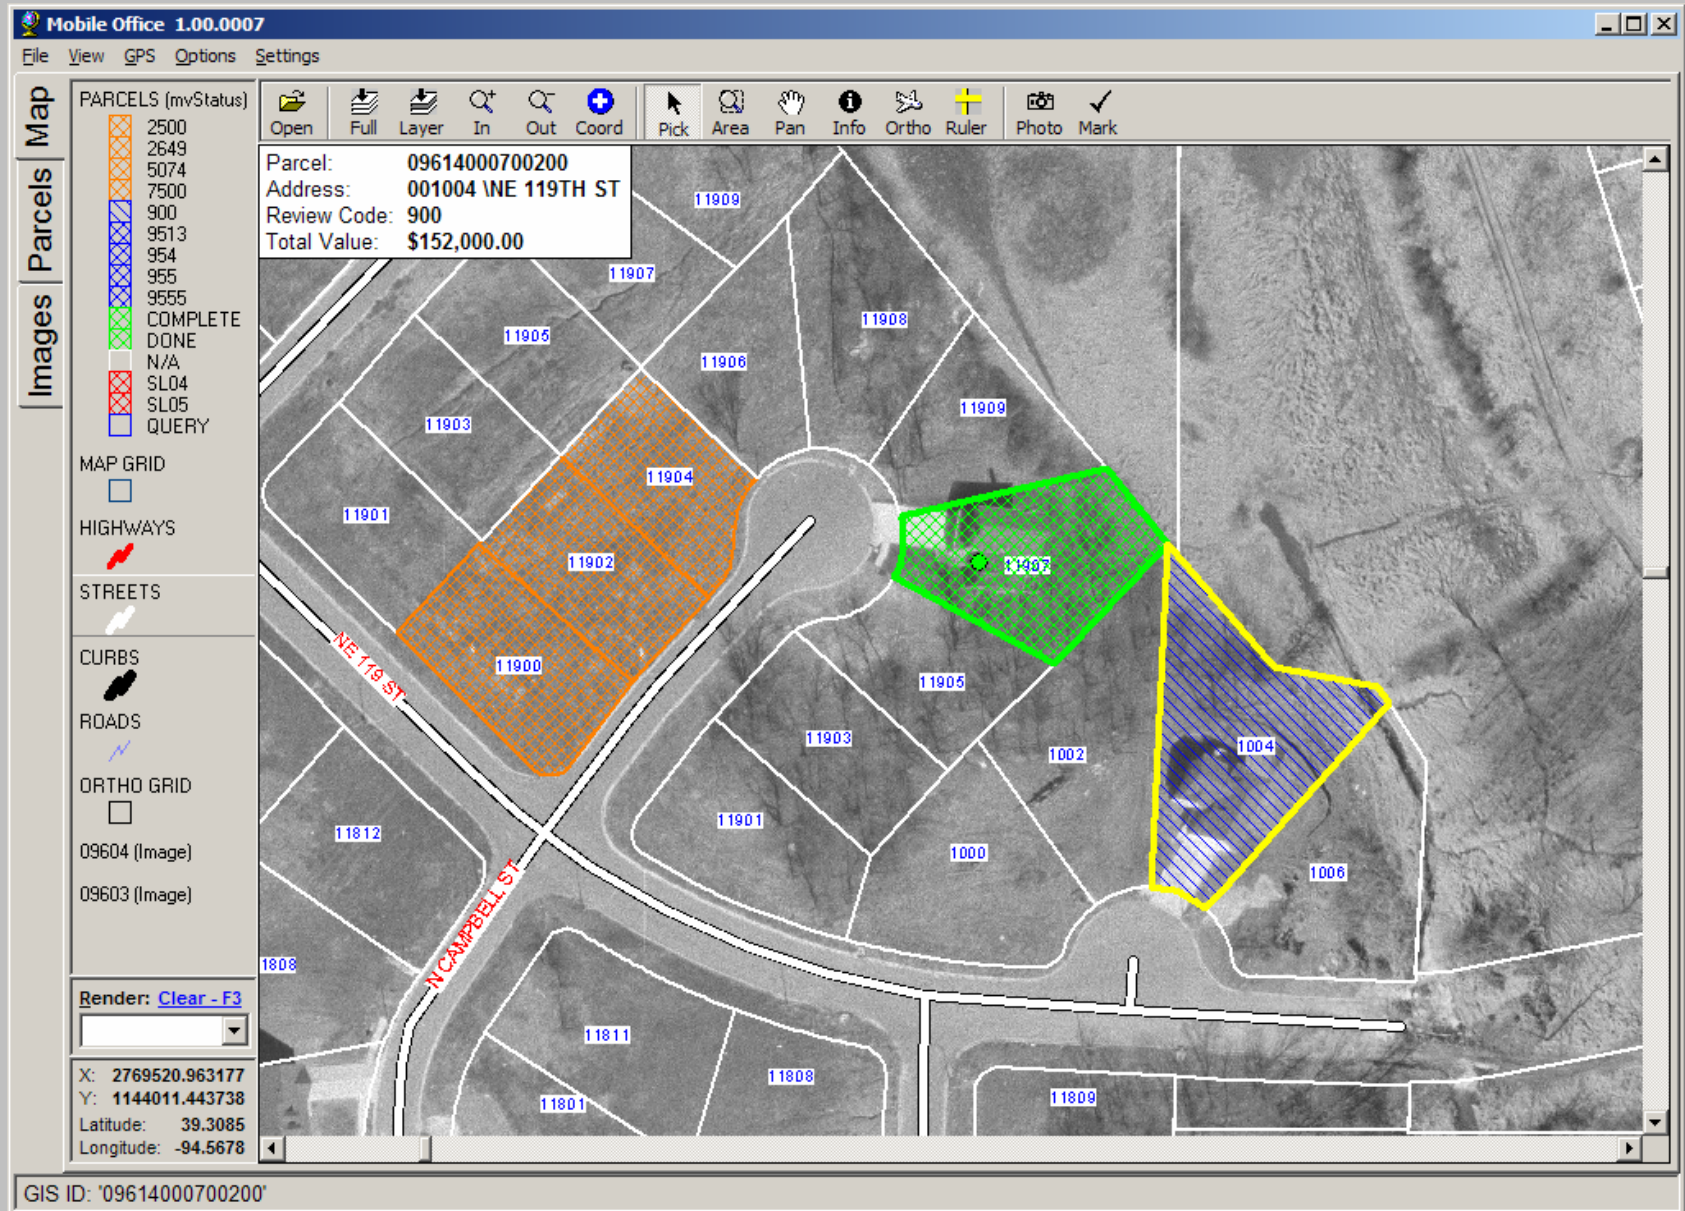 Mobile Office 1.00.0007
File View GPS Options Settings
Map
Parcels
Images
PARCELS (mvStatus)
2500
2649
5074
7500
900
9513
954
955
9555
COMPLETE
DONE
N/A
SL04
SL05
QUERY
MAP GRID
HIGHWAYS
STREETS
CURBS
ROADS
ORTHO GRID
09604 (Image)
09603 (Image)
Render: Clear - F3
X: 2769520.963177
Y: 1144011.443738
Latitude: 39.3085
Longitude: -94.5678
Open Full Layer In Out Coord Pick Area Pan Info Ortho Ruler Photo Mark
Parcel: 09614000700200
Address: 001004 \NE 119TH ST
Review Code: 900
Total Value: $152,000.00
11909
11907
11905
11908
11906
11903
11909
11904
11901
11902
11907
NE 119 ST
11900
11905
11903
1002
1004
11901
11812
1000
1006
N CAMPBELL ST
1808
11811
11808
11801
11809
GIS ID: '09614000700200'